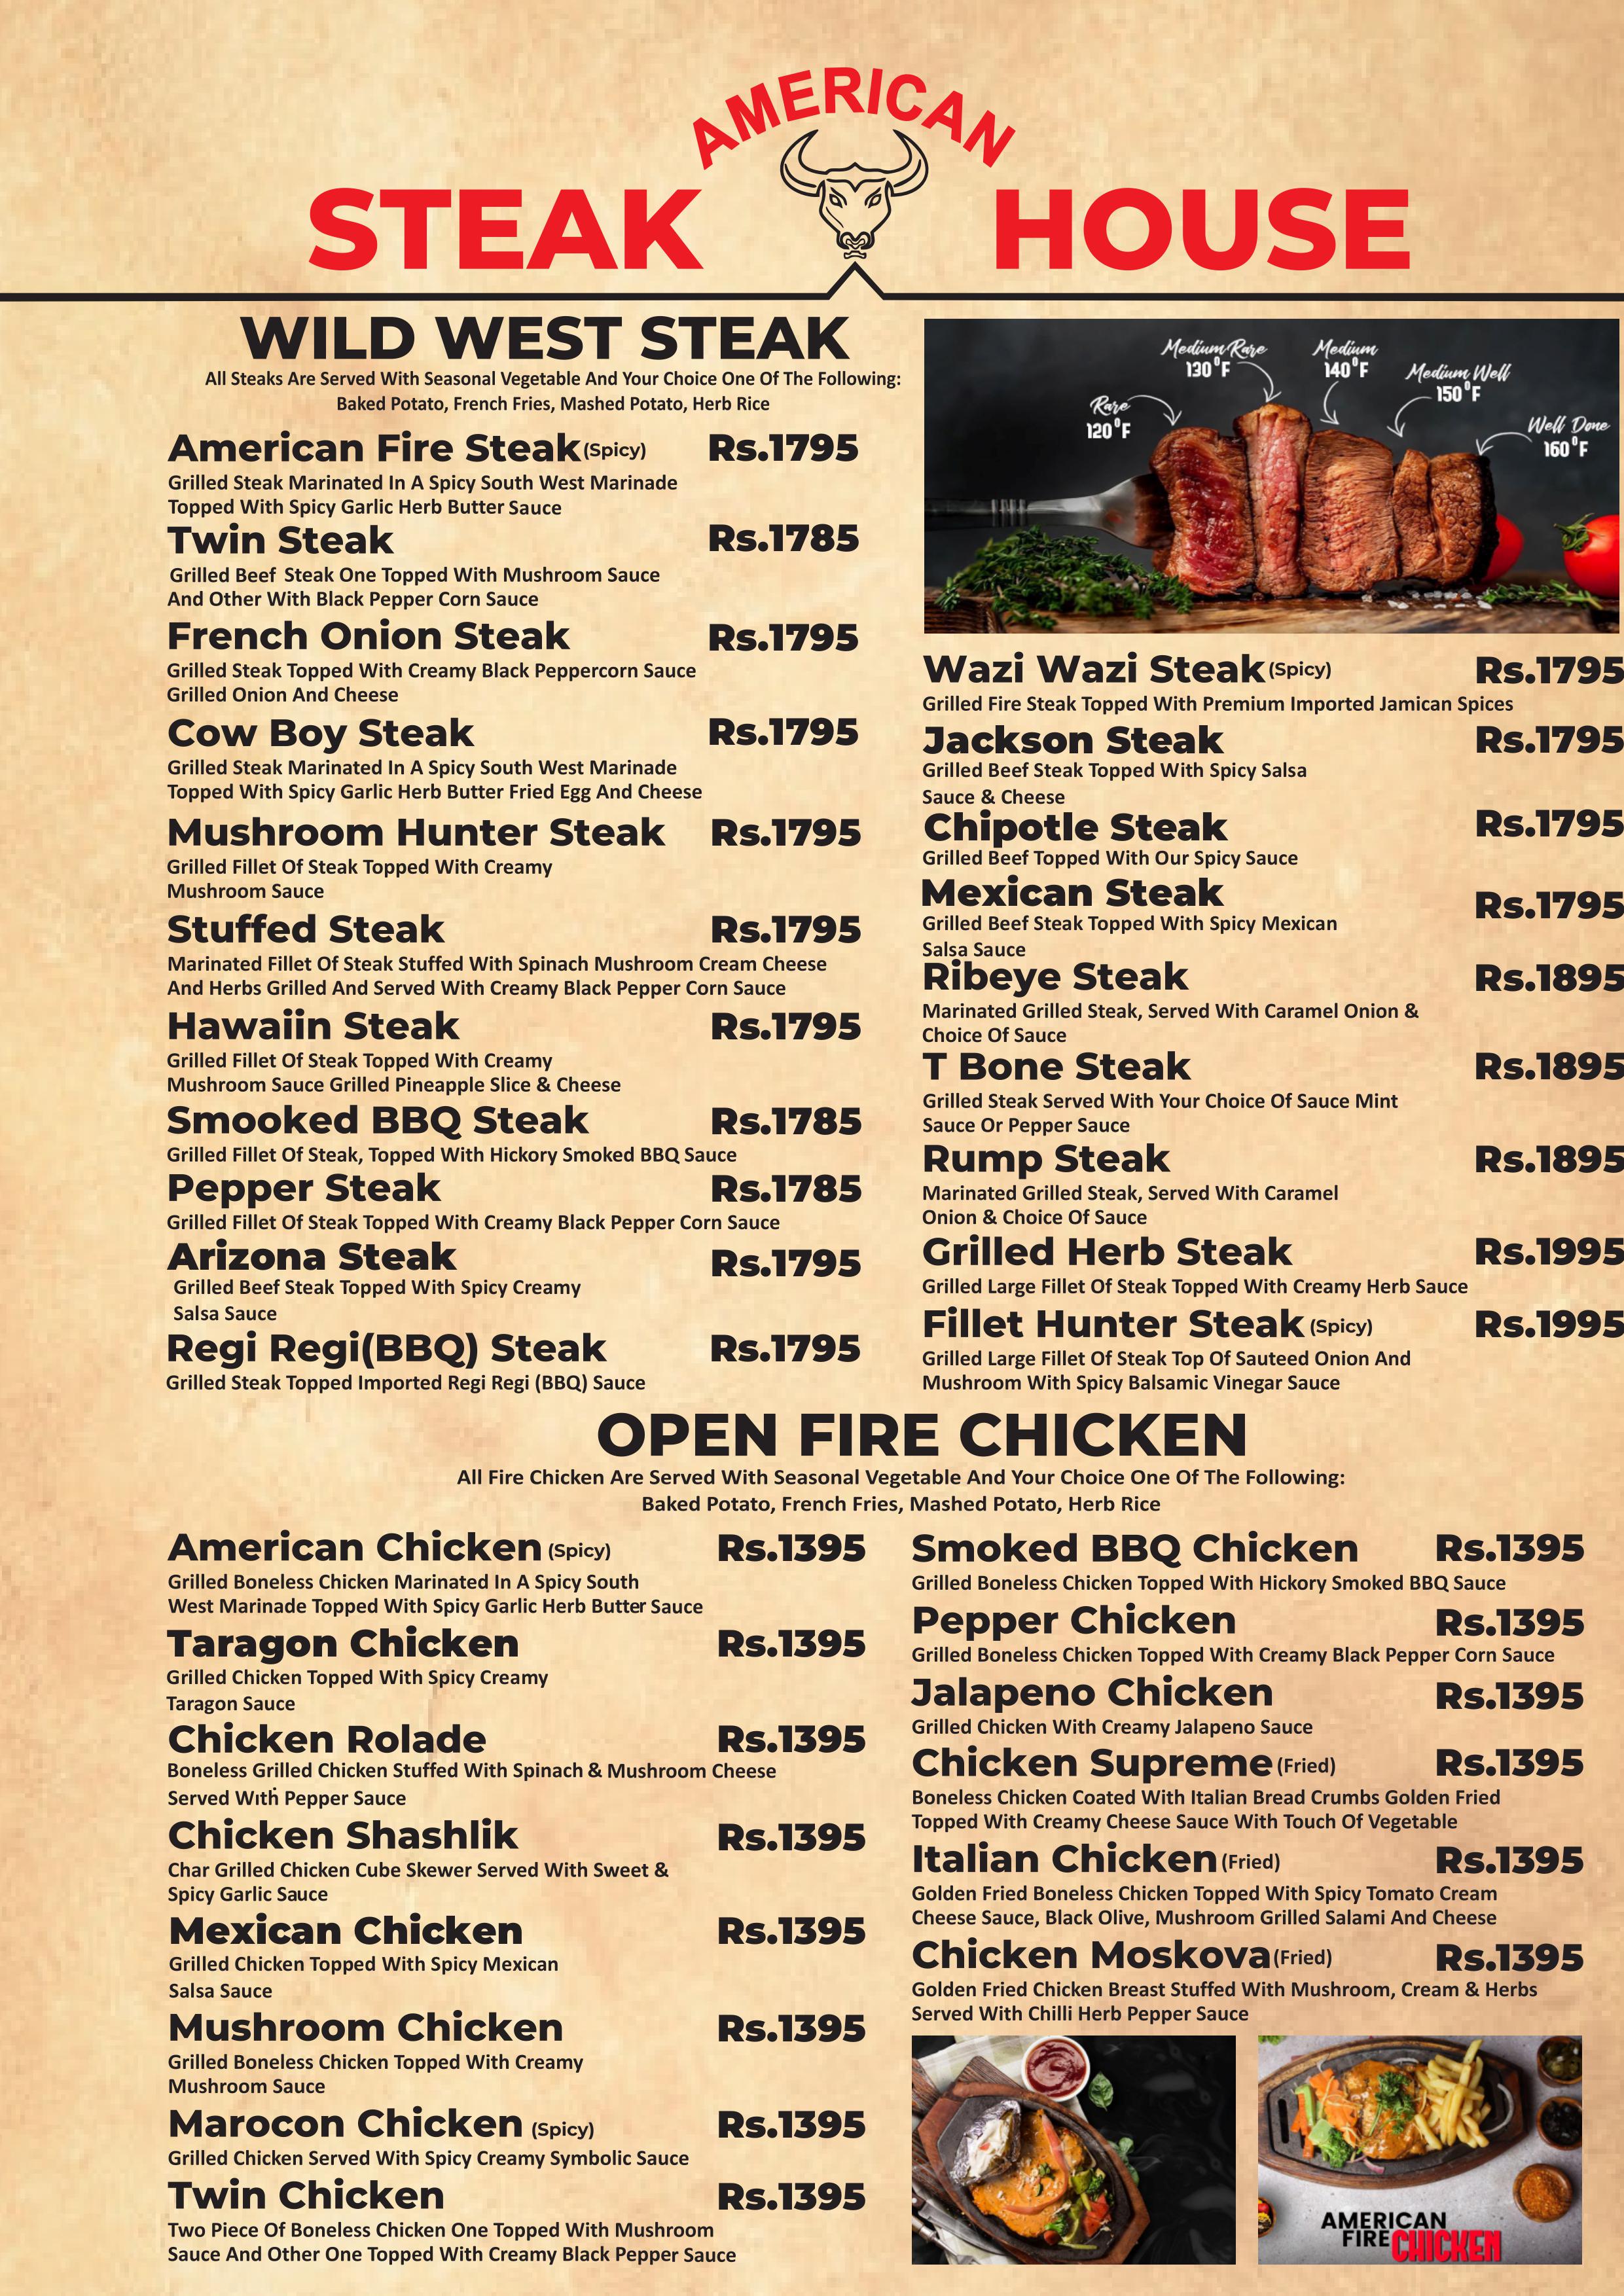 AMERICAN
STEAK HOUSE
WILD WEST STEAK
All Steaks Are Served With Seasonal Vegetable And Your Choice One Of The Following:
Baked Potato, French Fries, Mashed Potato, Herb Rice
American Fire Steak (Spicy) Rs.1795
Grilled Steak Marinated In A Spicy South West Marinade
Topped With Spicy Garlic Herb Butter Sauce
Twin Steak Rs.1785
Grilled Beef Steak One Topped With Mushroom Sauce
And Other With Black Pepper Corn Sauce
French Onion Steak Rs.1795
Grilled Steak Topped With Creamy Black Peppercorn Sauce
Grilled Onion And Cheese
Cow Boy Steak Rs.1795
Grilled Steak Marinated In A Spicy South West Marinade
Topped With Spicy Garlic Herb Butter Fried Egg And Cheese
Mushroom Hunter Steak Rs.1795
Grilled Fillet Of Steak Topped With Creamy
Mushroom Sauce
Stuffed Steak Rs.1795
Marinated Fillet Of Steak Stuffed With Spinach Mushroom Cream Cheese
And Herbs Grilled And Served With Creamy Black Pepper Corn Sauce
Hawaiin Steak Rs.1795
Grilled Fillet Of Steak Topped With Creamy
Mushroom Sauce Grilled Pineapple Slice & Cheese
Smooked BBQ Steak Rs.1785
Grilled Fillet Of Steak, Topped With Hickory Smoked BBQ Sauce
Pepper Steak Rs.1785
Grilled Fillet Of Steak Topped With Creamy Black Pepper Corn Sauce
Arizona Steak Rs.1795
Grilled Beef Steak Topped With Spicy Creamy
Salsa Sauce
Regi Regi(BBQ) Steak Rs.1795
Grilled Steak Topped Imported Regi Regi (BBQ) Sauce
Rare
120°F
Medium Rare
130°F
Medium
140°F
Medium Well
150°F
Well Done
160°F
Wazi Wazi Steak (Spicy) Rs.1795
Grilled Fire Steak Topped With Premium Imported Jamican Spices
Jackson Steak Rs.1795
Grilled Beef Steak Topped With Spicy Salsa
Sauce & Cheese
Chipotle Steak Rs.1795
Grilled Beef Topped With Our Spicy Sauce
Mexican Steak Rs.1795
Grilled Beef Steak Topped With Spicy Mexican
Salsa Sauce
Ribeye Steak Rs.1895
Marinated Grilled Steak, Served With Caramel Onion &
Choice Of Sauce
T Bone Steak Rs.1895
Grilled Steak Served With Your Choice Of Sauce Mint
Sauce Or Pepper Sauce
Rump Steak Rs.1895
Marinated Grilled Steak, Served With Caramel
Onion & Choice Of Sauce
Grilled Herb Steak Rs.1995
Grilled Large Fillet Of Steak Topped With Creamy Herb Sauce
Fillet Hunter Steak (Spicy) Rs.1995
Grilled Large Fillet Of Steak Top Of Sauteed Onion And
Mushroom With Spicy Balsamic Vinegar Sauce
OPEN FIRE CHICKEN
All Fire Chicken Are Served With Seasonal Vegetable And Your Choice One Of The Following:
Baked Potato, French Fries, Mashed Potato, Herb Rice
American Chicken (Spicy) Rs.1395
Grilled Boneless Chicken Marinated In A Spicy South
West Marinade Topped With Spicy Garlic Herb Butter Sauce
Taragon Chicken Rs.1395
Grilled Chicken Topped With Spicy Creamy
Taragon Sauce
Chicken Rolade Rs.1395
Boneless Grilled Chicken Stuffed With Spinach & Mushroom Cheese
Served With Pepper Sauce
Chicken Shashlik Rs.1395
Char Grilled Chicken Cube Skewer Served With Sweet &
Spicy Garlic Sauce
Mexican Chicken Rs.1395
Grilled Chicken Topped With Spicy Mexican
Salsa Sauce
Mushroom Chicken Rs.1395
Grilled Boneless Chicken Topped With Creamy
Mushroom Sauce
Marocon Chicken (Spicy) Rs.1395
Grilled Chicken Served With Spicy Creamy Symbolic Sauce
Twin Chicken Rs.1395
Two Piece Of Boneless Chicken One Topped With Mushroom
Sauce And Other One Topped With Creamy Black Pepper Sauce
Smoked BBQ Chicken Rs.1395
Grilled Boneless Chicken Topped With Hickory Smoked BBQ Sauce
Pepper Chicken Rs.1395
Grilled Boneless Chicken Topped With Creamy Black Pepper Corn Sauce
Jalapeno Chicken Rs.1395
Grilled Chicken With Creamy Jalapeno Sauce
Chicken Supreme (Fried) Rs.1395
Boneless Chicken Coated With Italian Bread Crumbs Golden Fried
Topped With Creamy Cheese Sauce With Touch Of Vegetable
Italian Chicken (Fried) Rs.1395
Golden Fried Boneless Chicken Topped With Spicy Tomato Cream
Cheese Sauce, Black Olive, Mushroom Grilled Salami And Cheese
Chicken Moskova (Fried) Rs.1395
Golden Fried Chicken Breast Stuffed With Mushroom, Cream & Herbs
Served With Chilli Herb Pepper Sauce
AMERICAN
FIRE CHICKEN